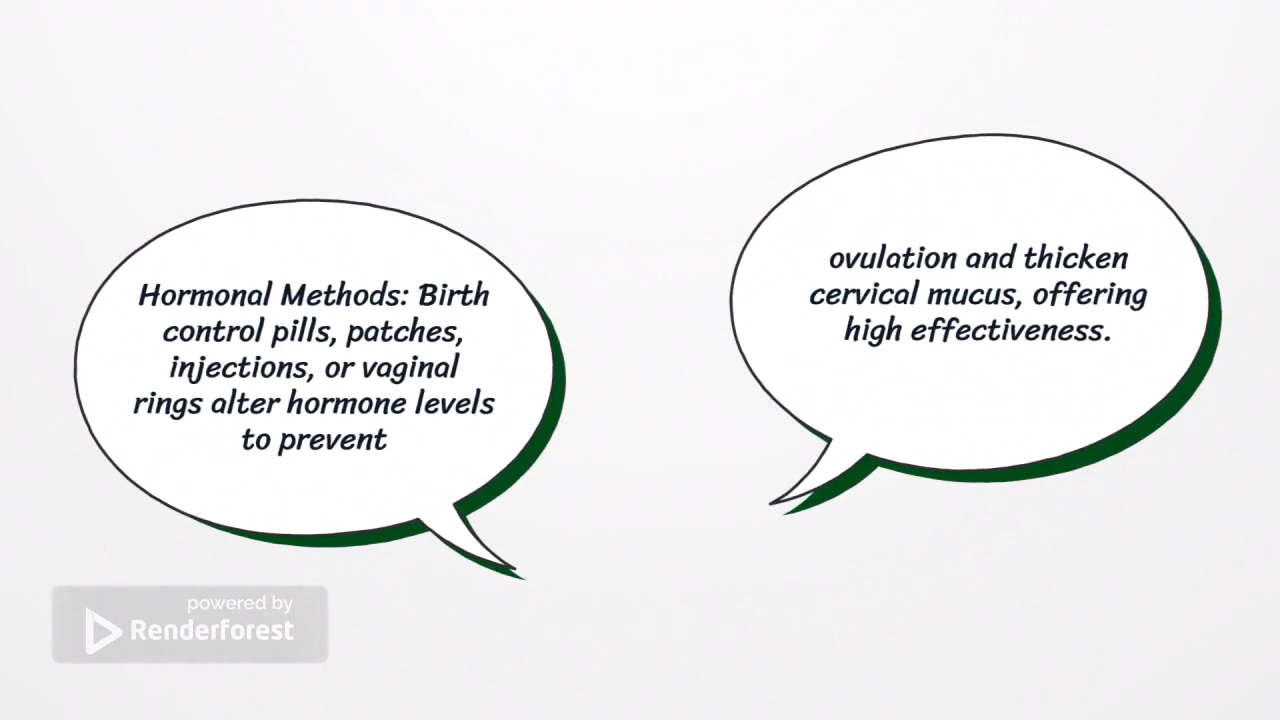 Hormonal Methods: Birth
control pills, patches,
injections, or vaginal
rings alter hormone levels
to prevent
ovulation and thicken
cervical mucus, offering
high effectiveness.
powered by
Renderforest